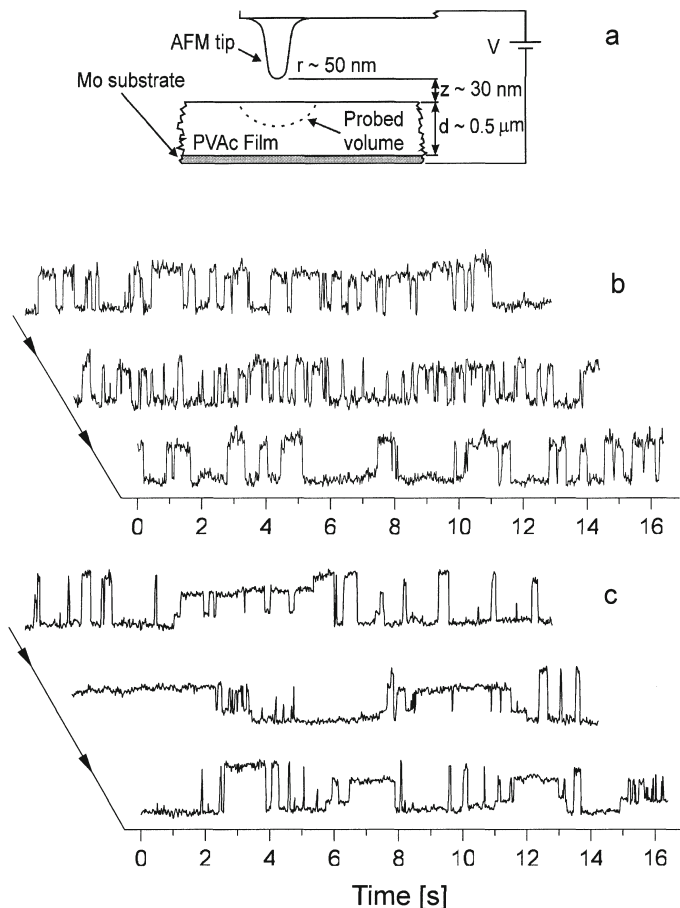 a
AFM tip
V
r ~ 50 nm
Mo substrate
z ~ 30 nm
Probed
volume
d ~ 0.5 μm
PVAc Film
b
0 2 4 6 8 10 12 14 16
c
0 2 4 6 8 10 12 14 16
Time [s]